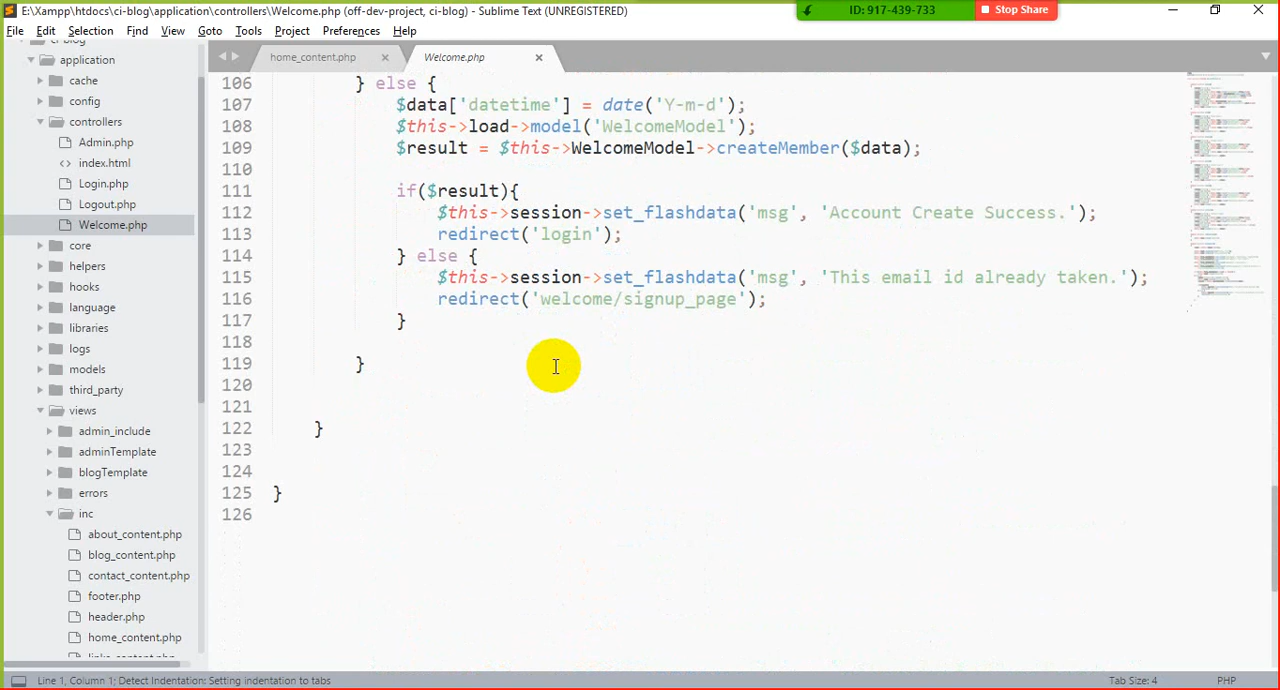 E:\Xampp\htdocs\ci-blog\application\controllers\Welcome.php (off-dev-project, ci-blog) - Sublime Text (UNREGISTERED)
ID: 917-439-733
Stop Share
File Edit Selection Find View Goto Tools Project Preferences Help
application
cache
config
controllers
Admin.php
index.html
Login.php
Logout.php
Welcome.php
core
helpers
hooks
language
libraries
logs
models
third_party
views
admin_include
adminTemplate
blogTemplate
errors
inc
about_content.php
blog_content.php
contact_content.php
footer.php
header.php
home_content.php
home_content.php
Welcome.php
106 } else {
107 $data['datetime'] = date('Y-m-d');
108 $this->load->model('WelcomeModel');
109 $result = $this->WelcomeModel->createMember($data);
110
111 if($result){
112 $this->session->set_flashdata('msg', 'Account Create Success.');
113 redirect('login');
114 } else {
115 $this->session->set_flashdata('msg', 'This email id already taken.');
116 redirect('welcome/signup_page');
117 }
118
119 }
120
121
122 }
123
124
125 }
126
Line 1, Column 1; Detect Indentation: Setting indentation to tabs
Tab Size: 4
PHP